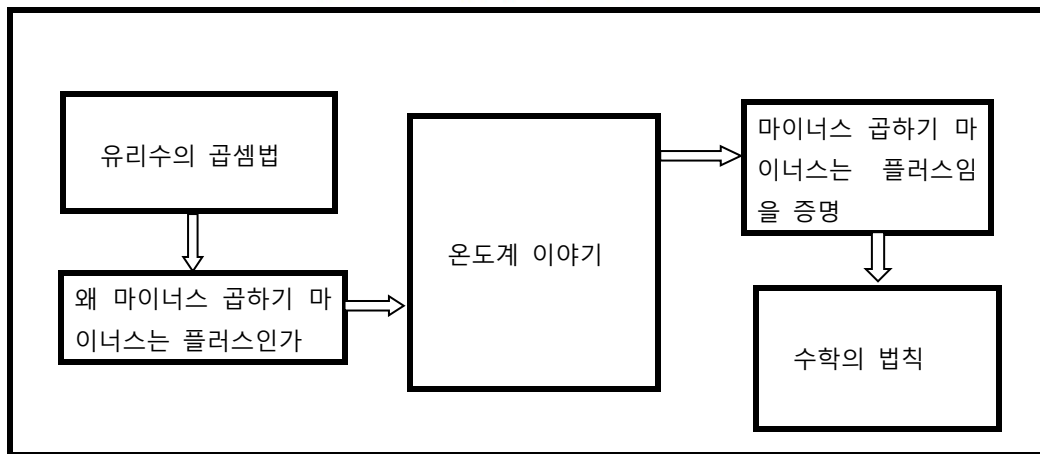 유리수의 곱셈법
왜 마이너스 곱하기 마
이너스는 플러스인가
온도계 이야기
마이너스 곱하기 마
이너스는 플러스임
을 증명
수학의 법칙